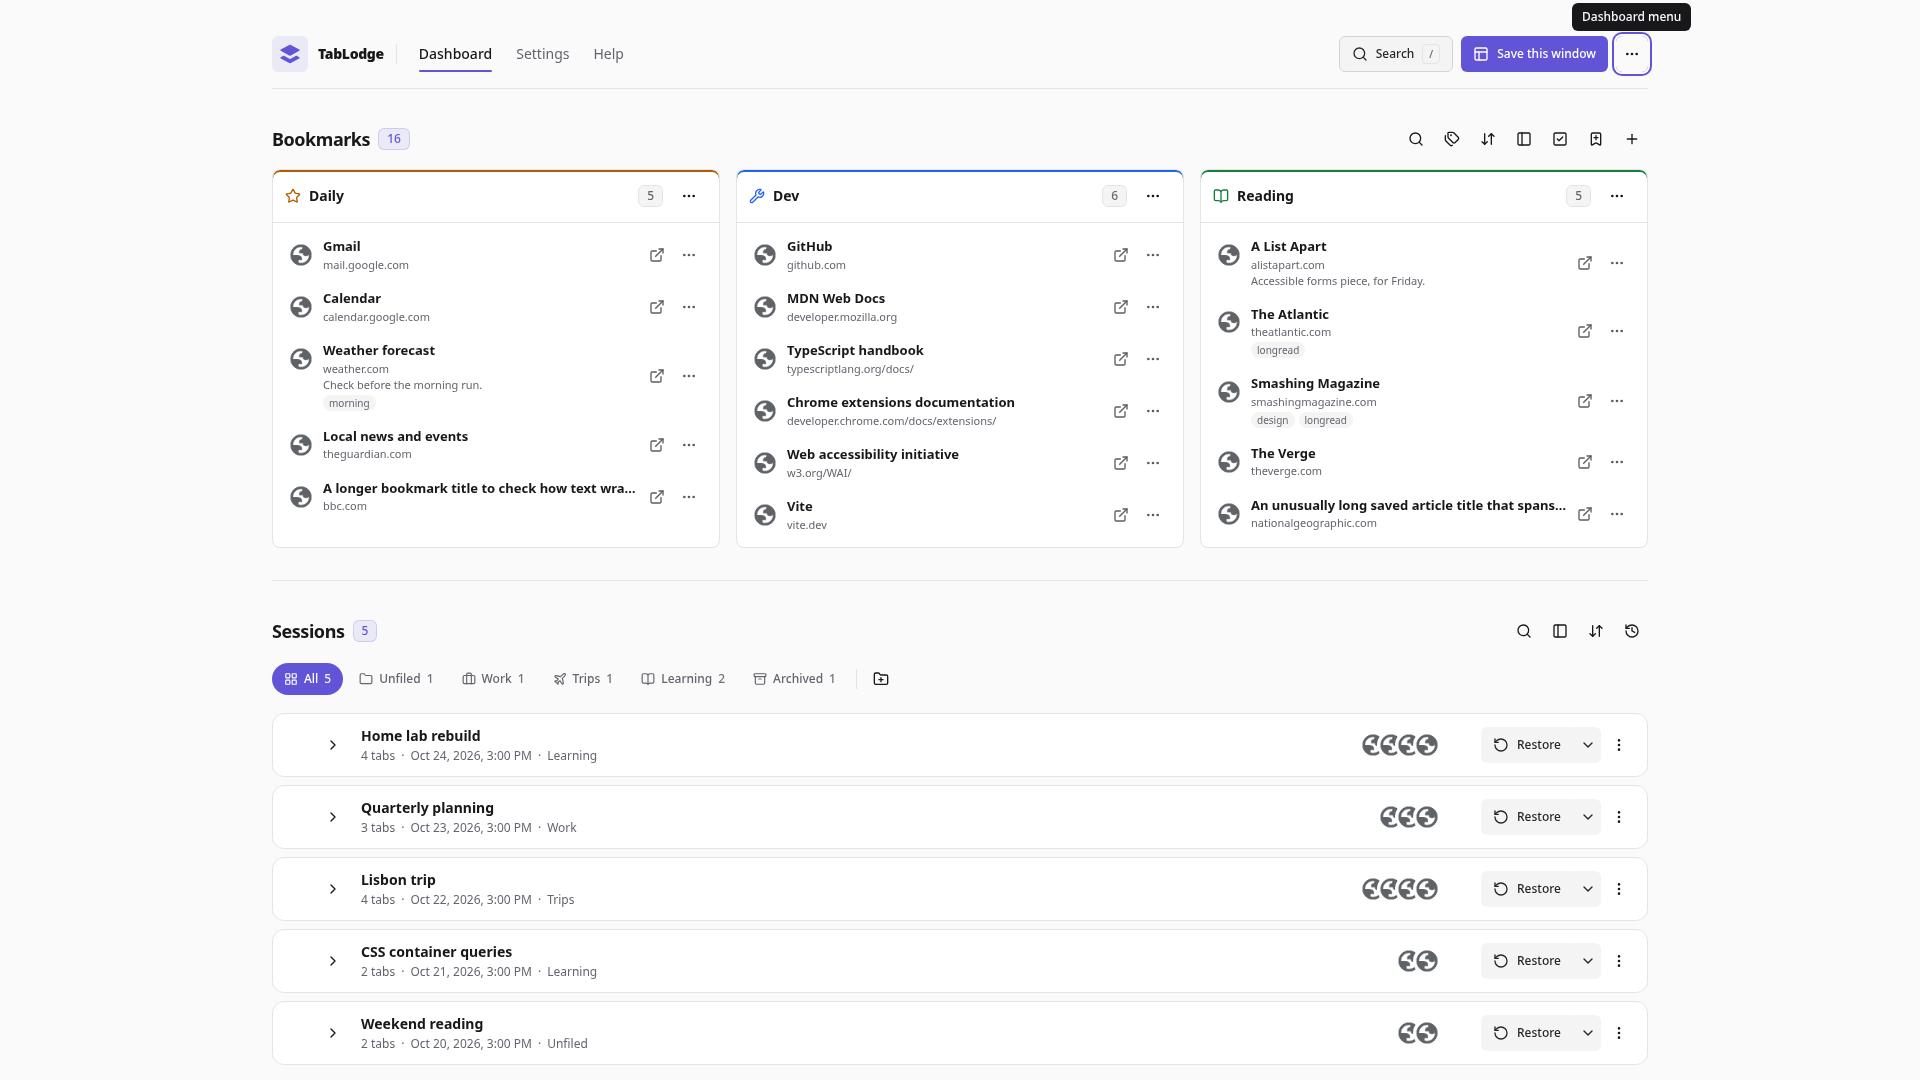 Dashboard menu
TabLodge
Dashboard Settings Help
Search /
Save this window
Bookmarks 16
Daily 5
Gmail
mail.google.com
Calendar
calendar.google.com
Weather forecast
weather.com
Check before the morning run.
morning
Local news and events
theguardian.com
A longer bookmark title to check how text wra...
bbc.com
Dev 6
GitHub
github.com
MDN Web Docs
developer.mozilla.org
TypeScript handbook
typescriptlang.org/docs/
Chrome extensions documentation
developer.chrome.com/docs/extensions/
Web accessibility initiative
w3.org/WAI/
Vite
vite.dev
Reading 5
A List Apart
alistapart.com
Accessible forms piece, for Friday.
The Atlantic
theatlantic.com
longread
Smashing Magazine
smashingmagazine.com
design longread
The Verge
theverge.com
An unusually long saved article title that spans...
nationalgeographic.com
Sessions 5
All 5 Unfiled 1 Work 1 Trips 1 Learning 2 Archived 1
Home lab rebuild
4 tabs · Oct 24, 2026, 3:00 PM · Learning
Restore
Quarterly planning
3 tabs · Oct 23, 2026, 3:00 PM · Work
Restore
Lisbon trip
4 tabs · Oct 22, 2026, 3:00 PM · Trips
Restore
CSS container queries
2 tabs · Oct 21, 2026, 3:00 PM · Learning
Restore
Weekend reading
2 tabs · Oct 20, 2026, 3:00 PM · Unfiled
Restore